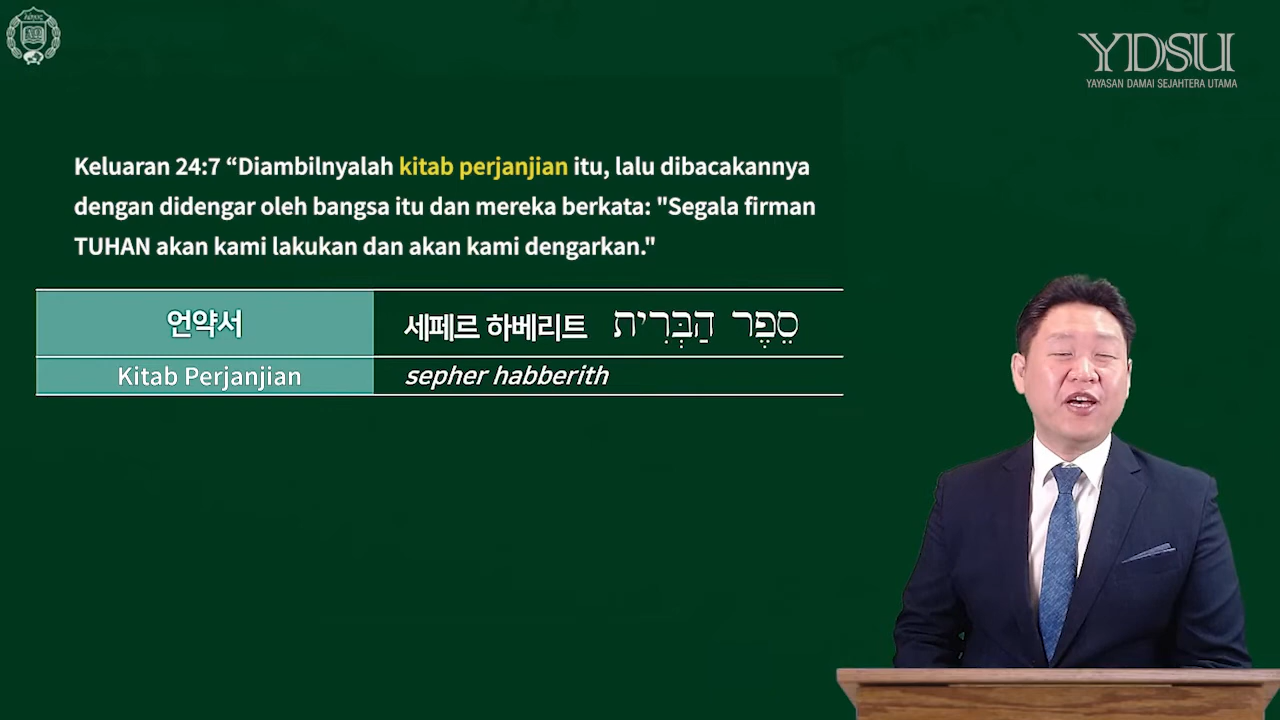 YDSU
YAYASAN DAMAI SEJAHTERA UTAMA
Keluaran 24:7 “Diambilnyalah kitab perjanjian itu, lalu dibacakannya
dengan didengar oleh bangsa itu dan mereka berkata: "Segala firman
TUHAN akan kami lakukan dan akan kami dengarkan."
언약서
세페르 하베리트 סֵפֶר הַבְּרִית
Kitab Perjanjian
sepher habberith